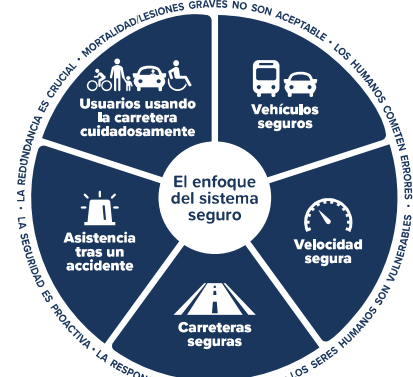 MORTALIDAD/LESIONES GRAVES NO SON ACEPTABLE •
LOS HUMANOS COMETEN ERRORES •
LOS SERES HUMANOS SON VULNERABLES •
LA RESPON
LA SEGURIDAD ES PROACTIVA •
LA REDUNDANCIA ES CRUCIAL •
Usuarios usando
la carretera
cuidadosamente
Vehículos
seguros
El enfoque
del sistema
seguro
Velocidad
segura
Asistencia
tras un
accidente
Carreteras
seguras